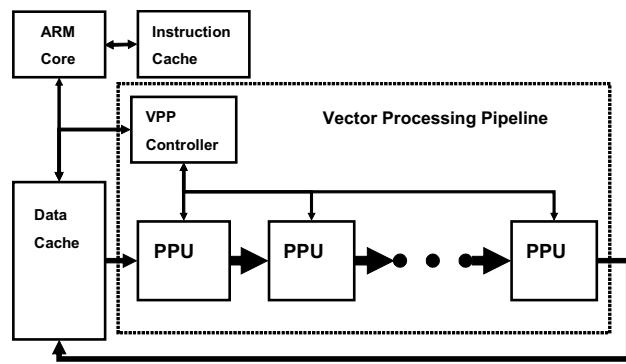 ARM
Core
Instruction
Cache
VPP
Controller
Vector Processing Pipeline
Data
Cache
PPU
PPU
PPU